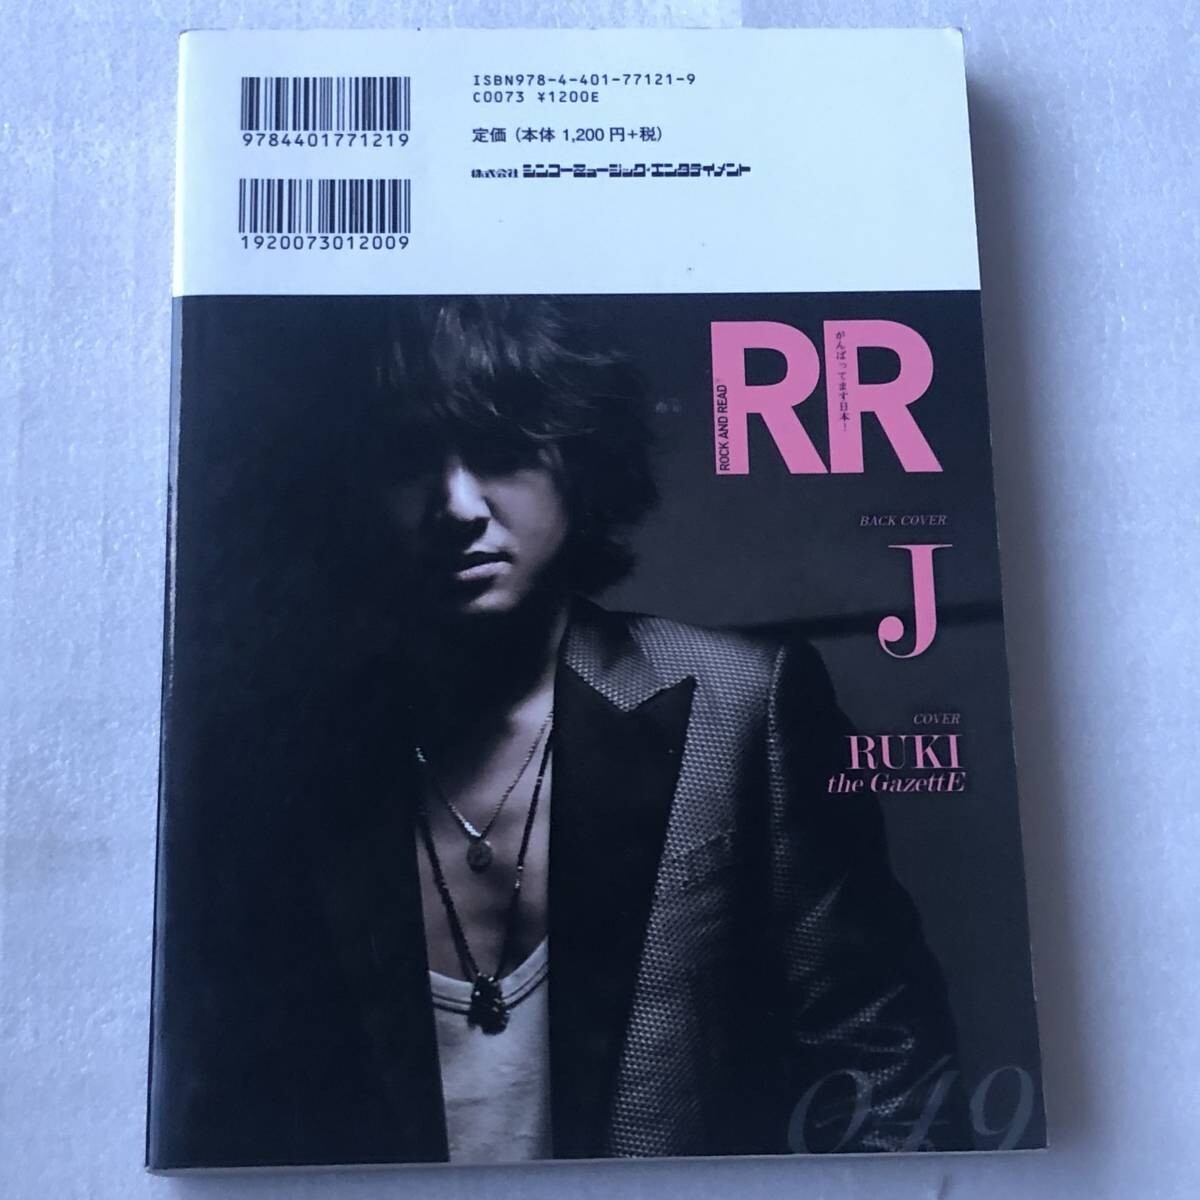 ISBN978-4-401-77121-9
C0073 ¥1200E
9784401771219
定価 (本体 1,200 円+税)
株式会社 シンコーミュージック・エンタテイメント
1920073012009
RR
ROCK AND READ
がんばってます日本!
BACK COVER
J
COVER
RUKI
the GazettE
049